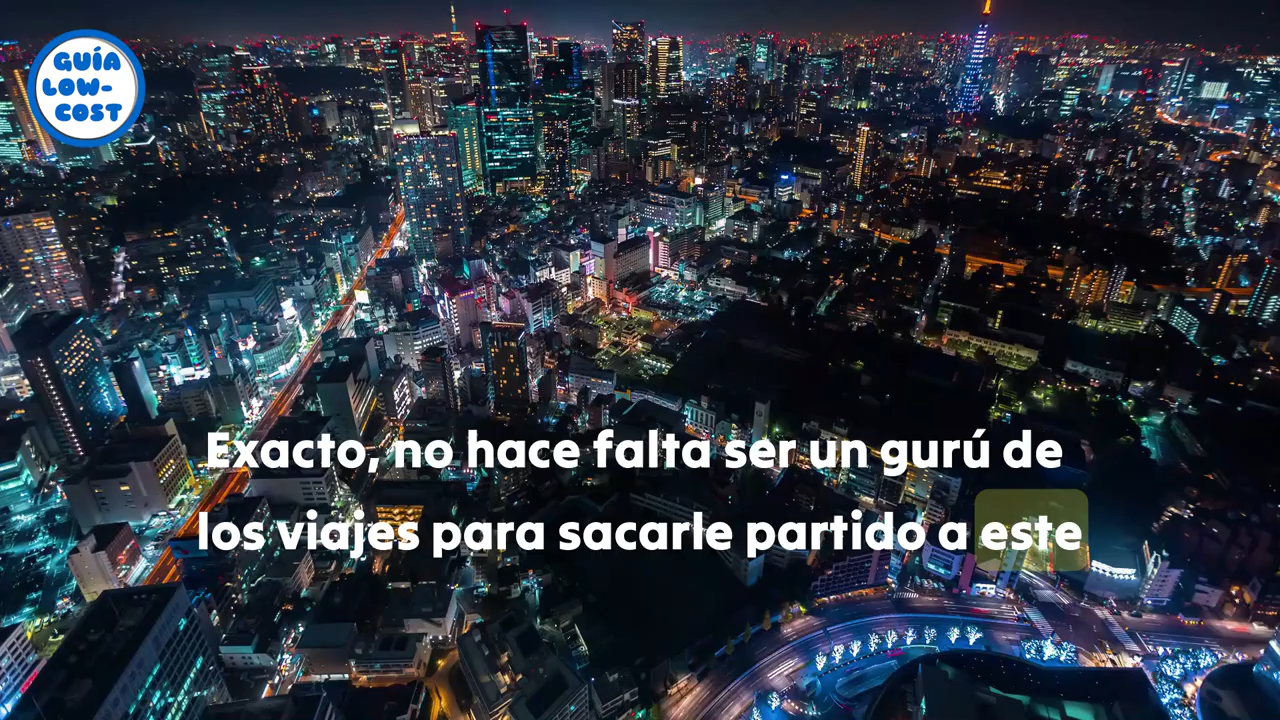 GUÍA
LOW-
COST
Exacto, no hace falta ser un gurú de
los viajes para sacarle partido a este